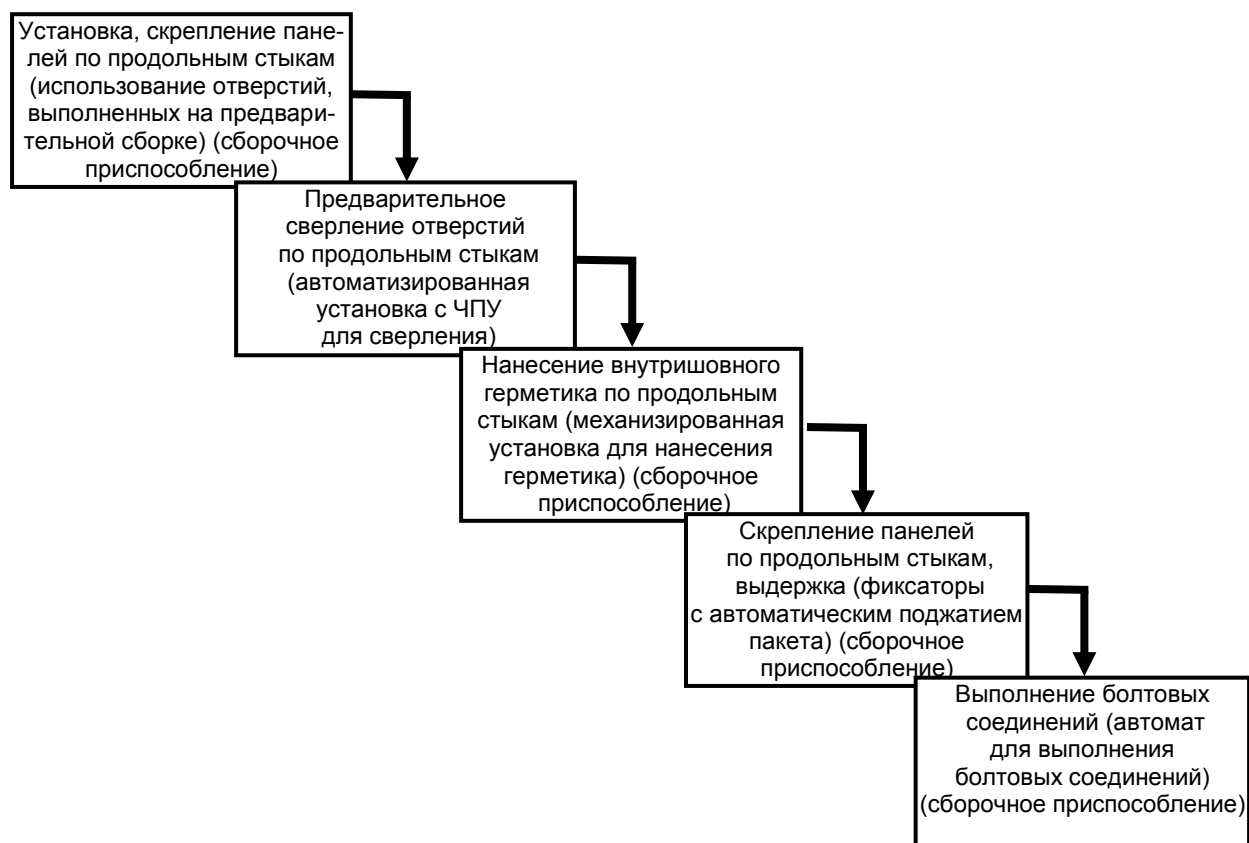 Установка, скрепление пане-
лей по продольным стыкам
(использование отверстий,
выполненных на предвари-
тельной сборке) (сборочное
приспособление)
Предварительное
сверление отверстий
по продольным стыкам
(автоматизированная
установка с ЧПУ
для сверления)
Нанесение внутришовного
герметика по продольным
стыкам (механизированная
установка для нанесения
герметика) (сборочное
приспособление)
Скрепление панелей
по продольным стыкам,
выдержка (фиксаторы
с автоматическим поджатием
пакета) (сборочное
приспособление)
Выполнение болтовых
соединений (автомат
для выполнения
болтовых соединений)
(сборочное приспособление)